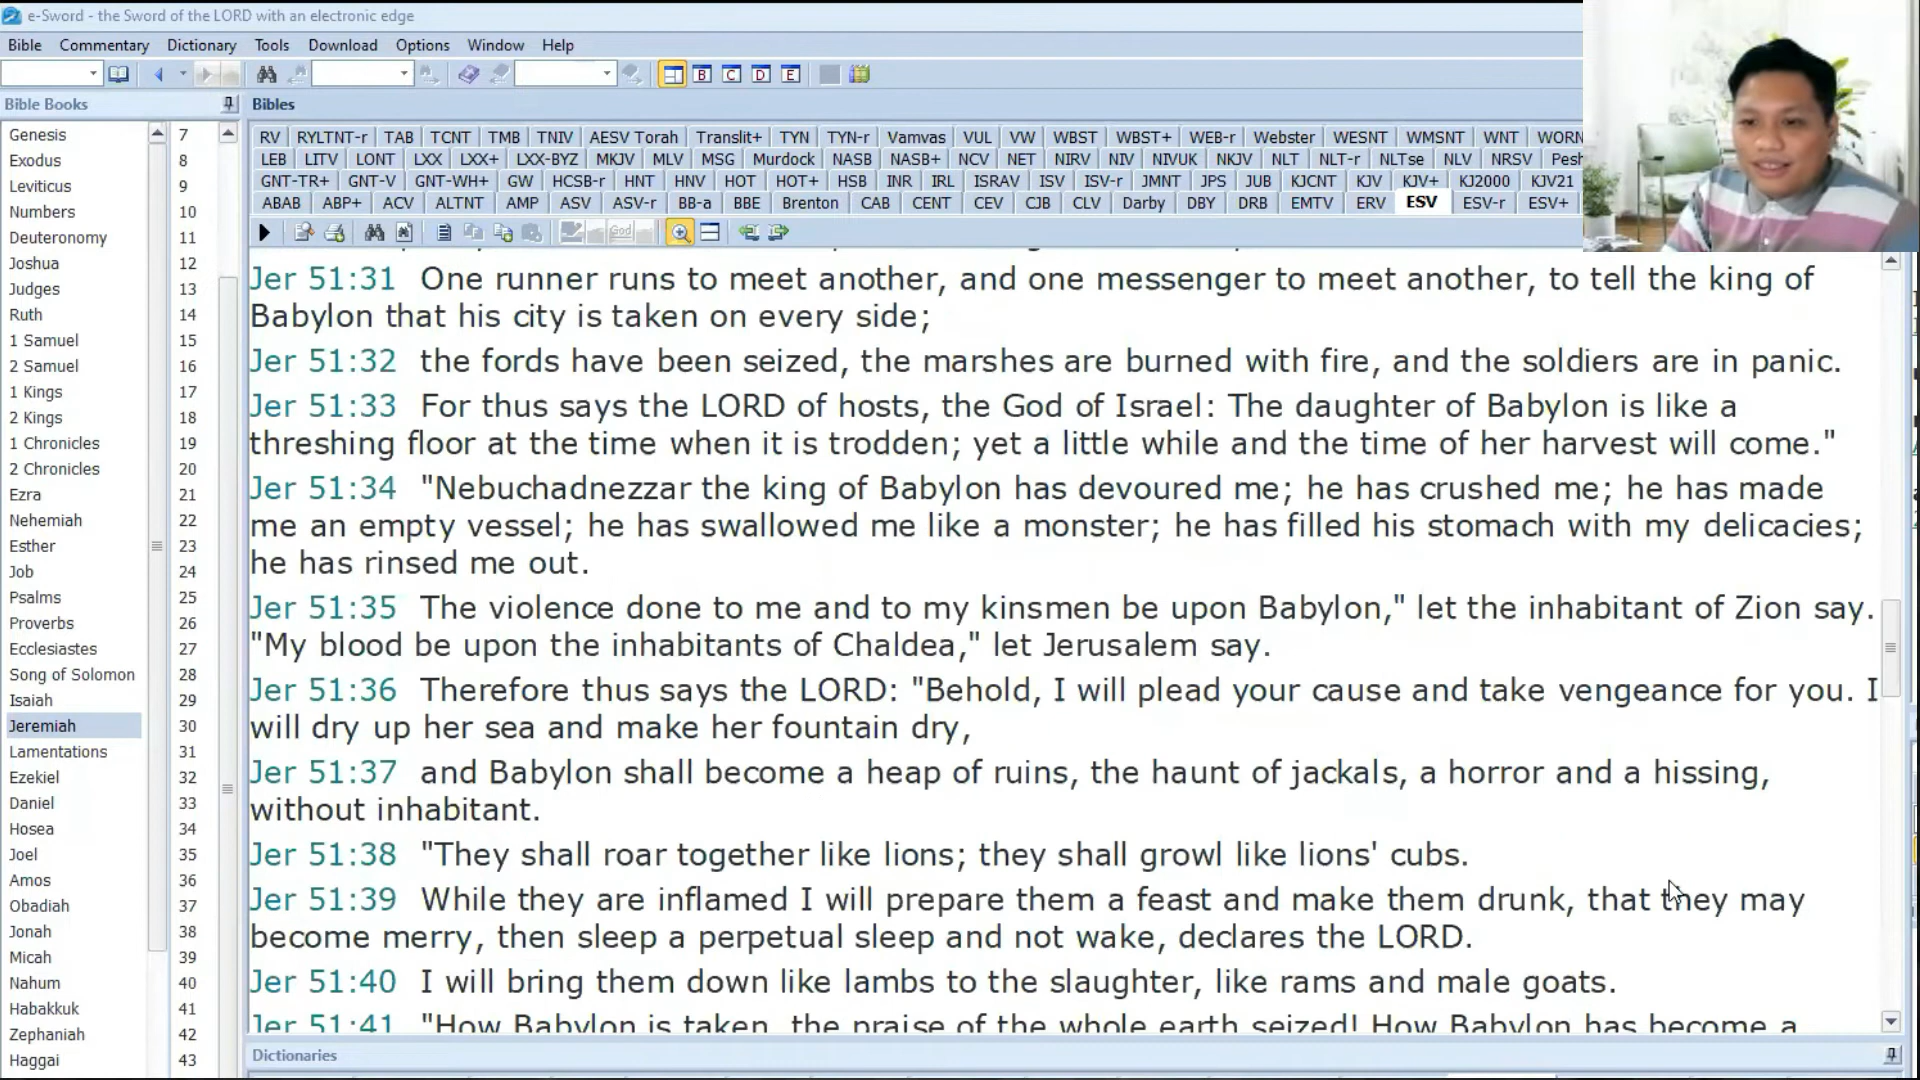 e-Sword - the Sword of the LORD with an electronic edge
Bible Commentary Dictionary Tools Download Options Window Help
B C D E
Bible Books
Bibles
RV RYLTNT-r TAB TCNT TMB TNIV AESV Torah Translit+ TYN TYN-r Vamvas VUL VW WBST WBST+ WEB-r Webster WESNT WMSNT WNT WORN
LEB LITV LONT LXX LXX+ LXX-BYZ MKJV MLV MSG Murdock NASB NASB+ NCV NET NIRV NIV NIVUK NKJV NLT NLT-r NLTse NLV NRSV Pesh
GNT-TR+ GNT-V GNT-WH+ GW HCSB-r HNT HNV HOT HOT+ HSB INR IRL ISRAV ISV ISV-r JMNT JPS JUB KJCNT KJV KJV+ KJ2000 KJV21
ABAB ABP+ ACV ALTNT AMP ASV ASV-r BB-a BBE Brenton CAB CENT CEV CJB CLV Darby DBY DRB EMTV ERV ESV ESV-r ESV+
God
Genesis 7
Exodus 8
Leviticus 9
Numbers 10
Deuteronomy 11
Joshua 12
Judges 13
Ruth 14
1 Samuel 15
2 Samuel 16
1 Kings 17
2 Kings 18
1 Chronicles 19
2 Chronicles 20
Ezra 21
Nehemiah 22
Esther 23
Job 24
Psalms 25
Proverbs 26
Ecclesiastes 27
Song of Solomon 28
Isaiah 29
Jeremiah 30
Lamentations 31
Ezekiel 32
Daniel 33
Hosea 34
Joel 35
Amos 36
Obadiah 37
Jonah 38
Micah 39
Nahum 40
Habakkuk 41
Zephaniah 42
Haggai 43
Jer 51:31 One runner runs to meet another, and one messenger to meet another, to tell the king of
Babylon that his city is taken on every side;
Jer 51:32 the fords have been seized, the marshes are burned with fire, and the soldiers are in panic.
Jer 51:33 For thus says the LORD of hosts, the God of Israel: The daughter of Babylon is like a
threshing floor at the time when it is trodden; yet a little while and the time of her harvest will come."
Jer 51:34 "Nebuchadnezzar the king of Babylon has devoured me; he has crushed me; he has made
me an empty vessel; he has swallowed me like a monster; he has filled his stomach with my delicacies;
he has rinsed me out.
Jer 51:35 The violence done to me and to my kinsmen be upon Babylon," let the inhabitant of Zion say.
"My blood be upon the inhabitants of Chaldea," let Jerusalem say.
Jer 51:36 Therefore thus says the LORD: "Behold, I will plead your cause and take vengeance for you. I
will dry up her sea and make her fountain dry,
Jer 51:37 and Babylon shall become a heap of ruins, the haunt of jackals, a horror and a hissing,
without inhabitant.
Jer 51:38 "They shall roar together like lions; they shall growl like lions' cubs.
Jer 51:39 While they are inflamed I will prepare them a feast and make them drunk, that they may
become merry, then sleep a perpetual sleep and not wake, declares the LORD.
Jer 51:40 I will bring them down like lambs to the slaughter, like rams and male goats.
Jer 51:41 "How Babylon is taken, the praise of the whole earth seized! How Babylon has become a
Dictionaries